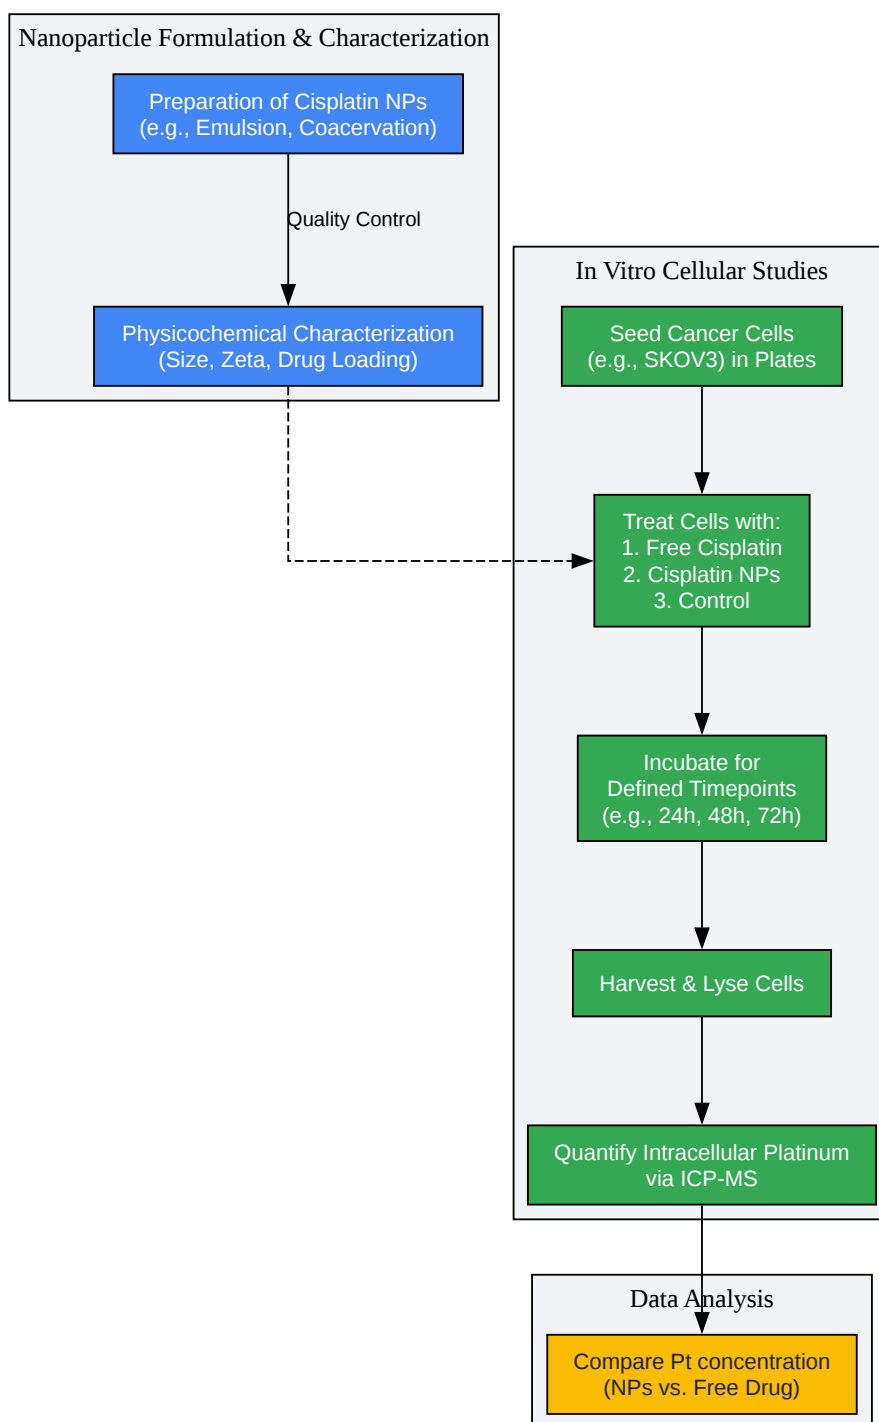 Nanoparticle Formulation & Characterization
Preparation of Cisplatin NPs
(e.g., Emulsion, Coacervation)
Quality Control
Physicochemical Characterization
(Size, Zeta, Drug Loading)
In Vitro Cellular Studies
Seed Cancer Cells
(e.g., SKOV3) in Plates
Treat Cells with:
1. Free Cisplatin
2. Cisplatin NPs
3. Control
Incubate for
Defined Timepoints
(e.g., 24h, 48h, 72h)
Harvest & Lyse Cells
Quantify Intracellular Platinum
via ICP-MS
Data Analysis
Compare Pt concentration
(NPs vs. Free Drug)